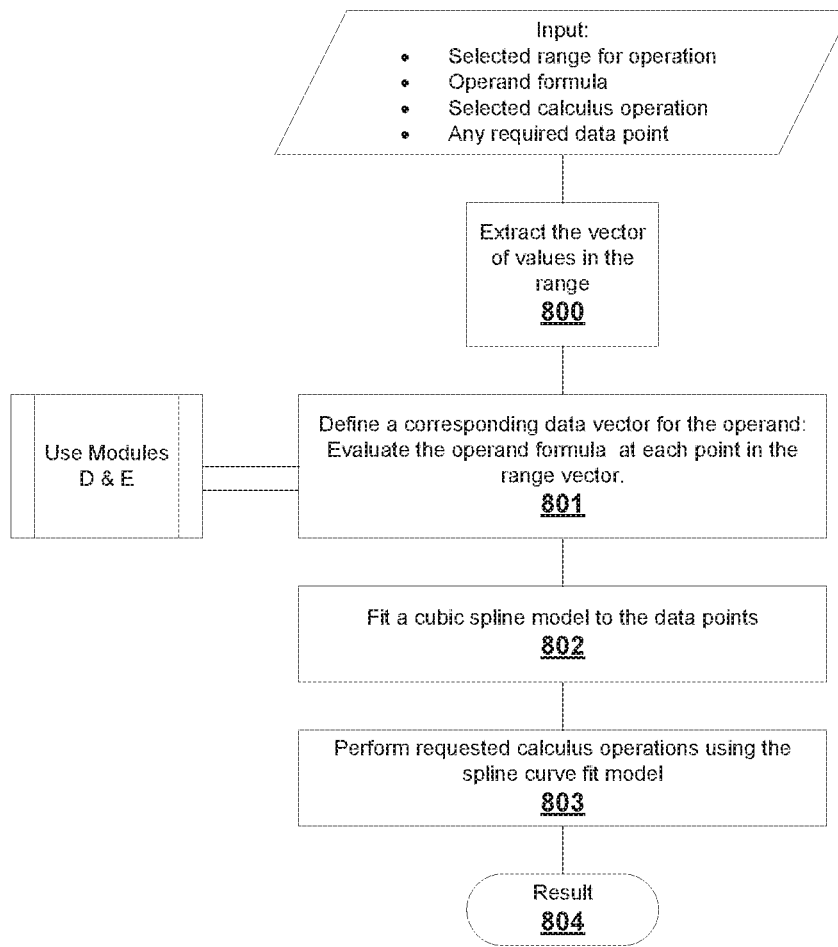 Input:
• Selected range for operation
• Operand formula
• Selected calculus operation
• Any required data point
Extract the vector
of values in the
range
800
Use Modules
D & E
Define a corresponding data vector for the operand:
Evaluate the operand formula at each point in the
range vector.
801
Fit a cubic spline model to the data points
802
Perform requested calculus operations using the
spline curve fit model
803
Result
804